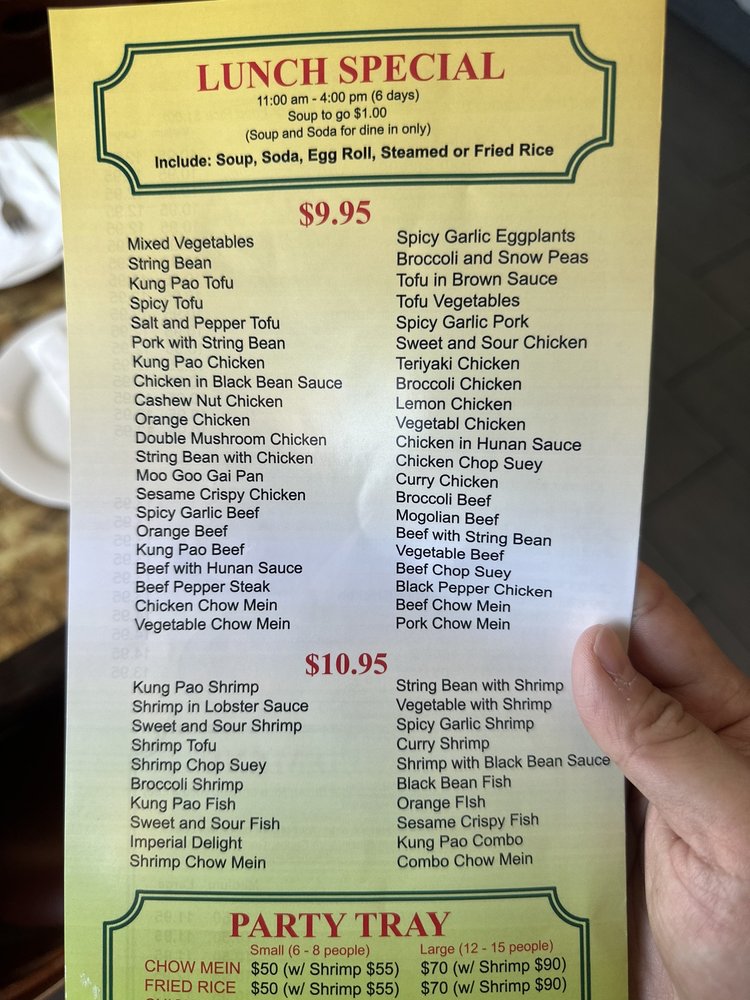 LUNCH SPECIAL
11:00 am - 4:00 pm (6 days)
Soup to go $1.00
(Soup and Soda for dine in only)
Include: Soup, Soda, Egg Roll, Steamed or Fried Rice
$9.95
Mixed Vegetables
String Bean
Kung Pao Tofu
Spicy Tofu
Salt and Pepper Tofu
Pork with String Bean
Kung Pao Chicken
Chicken in Black Bean Sauce
Cashew Nut Chicken
Orange Chicken
Double Mushroom Chicken
String Bean with Chicken
Moo Goo Gai Pan
Sesame Crispy Chicken
Spicy Garlic Beef
Orange Beef
Kung Pao Beef
Beef with Hunan Sauce
Beef Pepper Steak
Chicken Chow Mein
Vegetable Chow Mein
Spicy Garlic Eggplants
Broccoli and Snow Peas
Tofu in Brown Sauce
Tofu Vegetables
Spicy Garlic Pork
Sweet and Sour Chicken
Teriyaki Chicken
Broccoli Chicken
Lemon Chicken
Vegetabl Chicken
Chicken in Hunan Sauce
Chicken Chop Suey
Curry Chicken
Broccoli Beef
Mogolian Beef
Beef with String Bean
Vegetable Beef
Beef Chop Suey
Black Pepper Chicken
Beef Chow Mein
Pork Chow Mein
$10.95
Kung Pao Shrimp
Shrimp in Lobster Sauce
Sweet and Sour Shrimp
Shrimp Tofu
Shrimp Chop Suey
Broccoli Shrimp
Kung Pao Fish
Sweet and Sour Fish
Imperial Delight
Shrimp Chow Mein
String Bean with Shrimp
Vegetable with Shrimp
Spicy Garlic Shrimp
Curry Shrimp
Shrimp with Black Bean Sauce
Black Bean Fish
Orange FIsh
Sesame Crispy Fish
Kung Pao Combo
Combo Chow Mein
PARTY TRAY
Small (6 - 8 people) Large (12 - 15 people)
CHOW MEIN $50 (w/ Shrimp $55) $70 (w/ Shrimp $90)
FRIED RICE $50 (w/ Shrimp $55) $70 (w/ Shrimp $90)